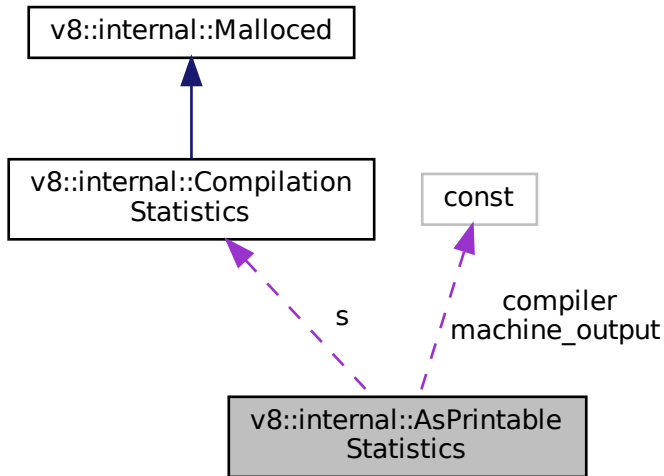 v8::internal::Malloced
v8::internal::Compilation
Statistics
const
s
compiler
machine_output
v8::internal::AsPrintable
Statistics